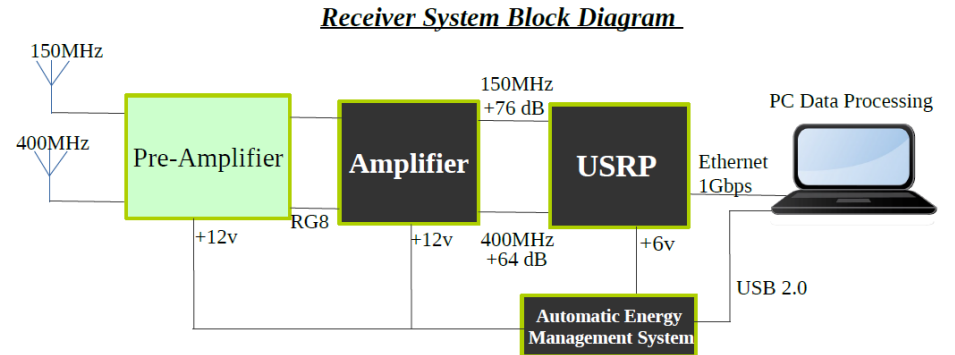 Receiver System Block Diagram
150MHz
400MHz
Pre-Amplifier
RG8
+12v
Amplifier
+12v
150MHz
+76 dB
400MHz
+64 dB
USRP
+6v
Ethernet
1Gbps
PC Data Processing
USB 2.0
Automatic Energy
Management System